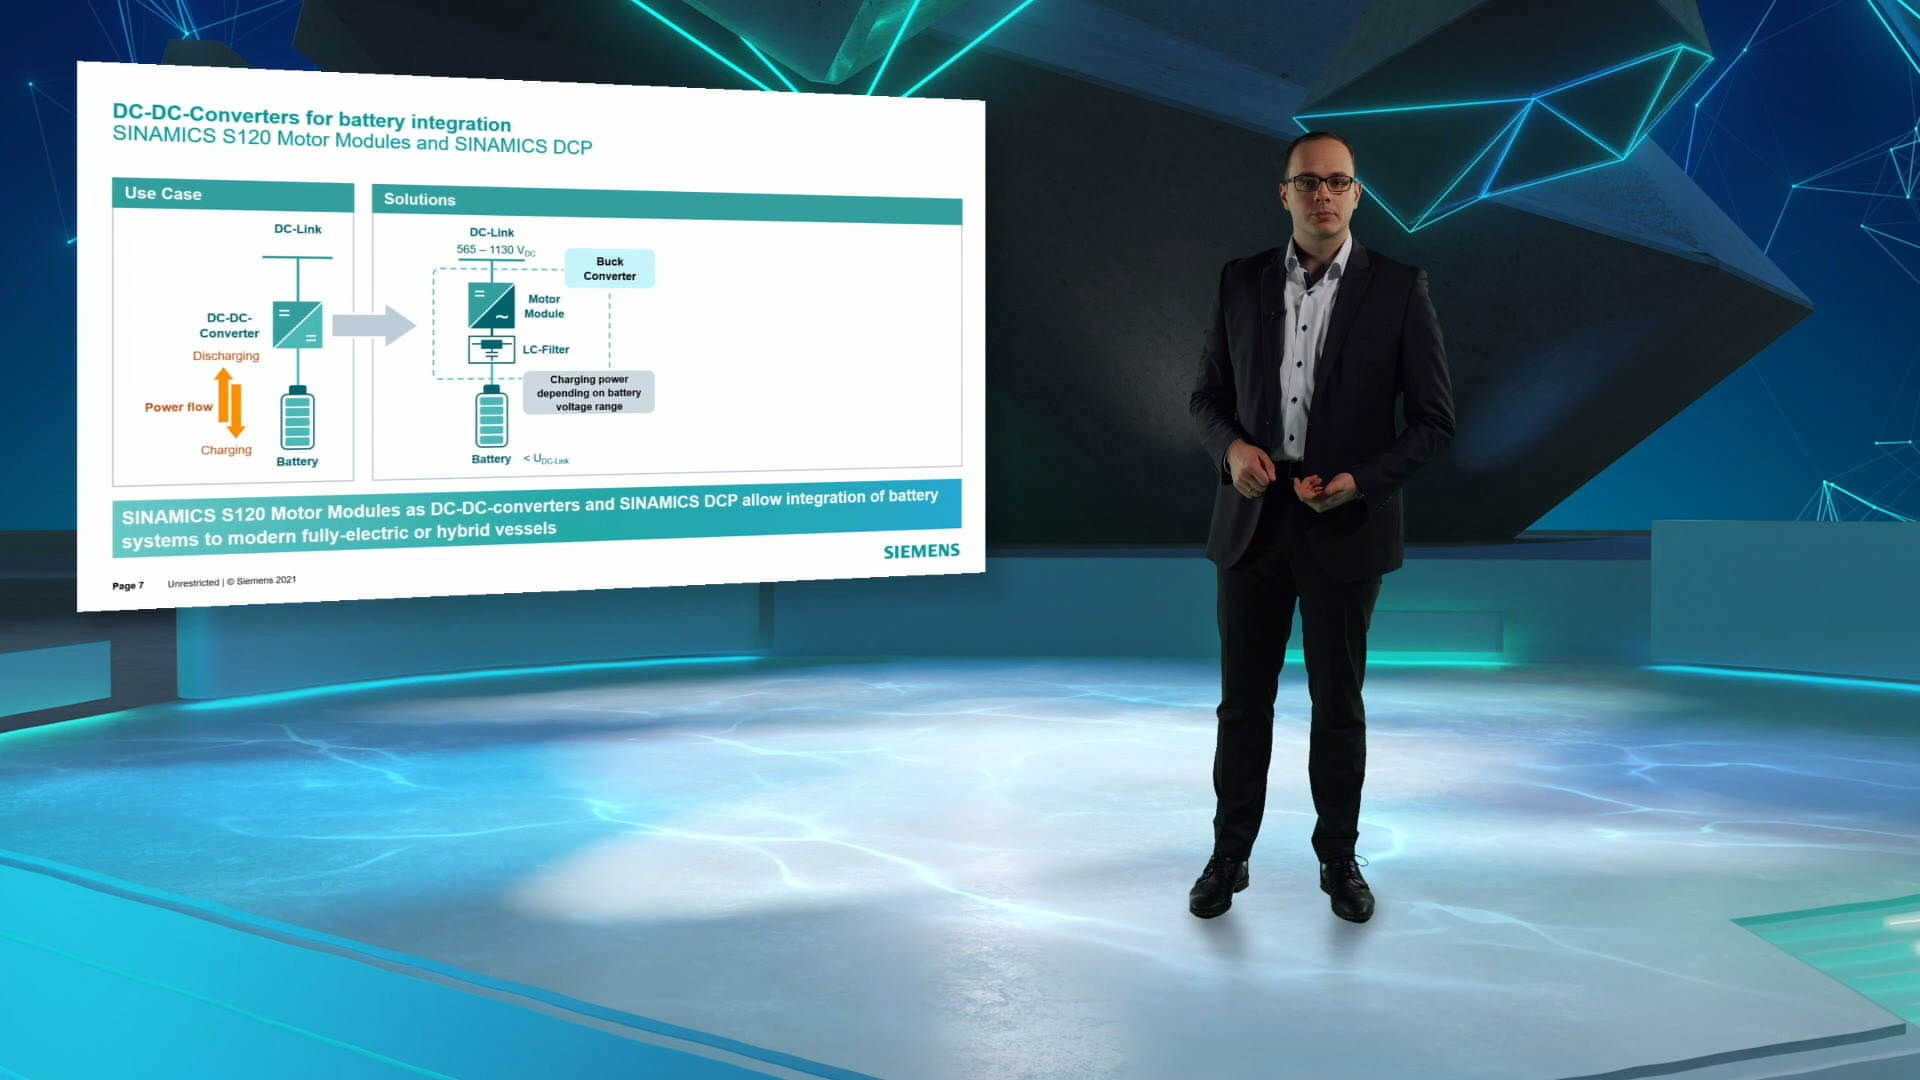 DC-DC-Converters for battery integration
SINAMICS S120 Motor Modules and SINAMICS DCP
Use Case
DC-Link
DC-DC-
Converter
Discharging
Power flow
Charging
Battery
Solutions
DC-Link
565 – 1130 VDC
Buck
Converter
Motor
Module
LC-Filter
Charging power
depending on battery
voltage range
Battery < UDC-Link
SINAMICS S120 Motor Modules as DC-DC-converters and SINAMICS DCP allow integration of battery
systems to modern fully-electric or hybrid vessels
SIEMENS
Page 7 Unrestricted | © Siemens 2021